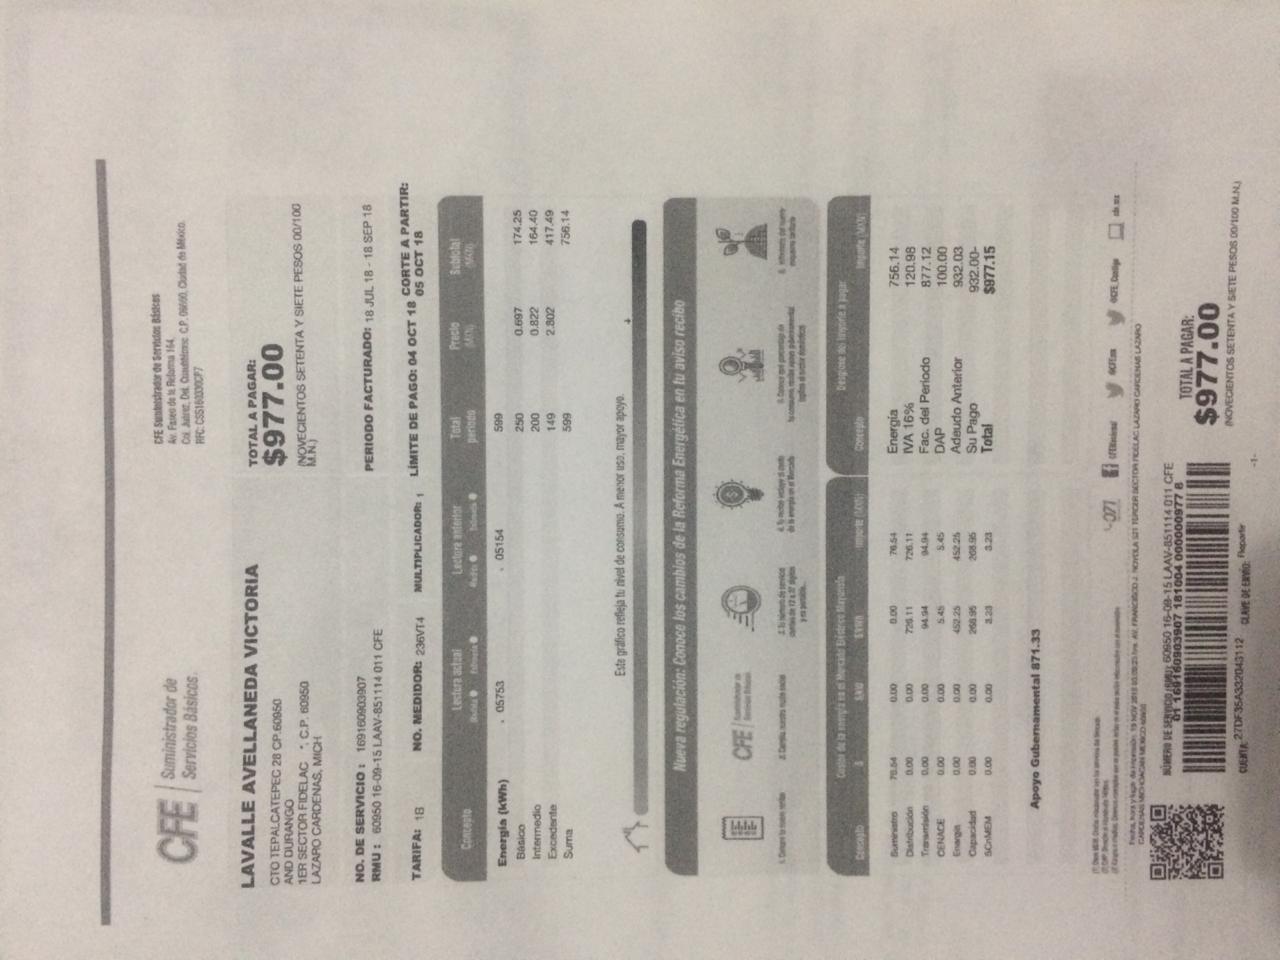 CFE
Suministrador de
Servicios Básicos.
CFE Suministrador de Servicios Básicos
Av. Paseo de la Reforma 164,
Col. Juárez, Del. Cuauhtémoc. C.P. 06600, Ciudad de México.
RFC: CSS160330CP7
LAVALLE AVELLANEDA VICTORIA
CTO TEPALCATEPEC 28 CP.60950
AND DURANGO
1ER SECTOR FIDELAC *, C.P. 60950
LAZARO CARDENAS, MICH
TOTAL A PAGAR:
$977.00
(NOVECIENTOS SETENTA Y SIETE PESOS 00/100
M.N.)
NO. DE SERVICIO : 169160903907
RMU : 60950 16-09-15 LAAV-851114 011 CFE
PERIODO FACTURADO: 18 JUL 18 - 18 SEP 18
TARIFA: 1B NO. MEDIDOR: 236VT4 MULTIPLICADOR: 1 LÍMITE DE PAGO: 04 OCT 18 CORTE A PARTIR:
05 OCT 18
Concepto Lectura actual Lectura anterior Total periodo Precio (MXN) Subtotal (MXN)
Medida Estimada Medida Estimada
Energía (kWh) 05753 05154 599
Básico 250 0.697 174.25
Intermedio 200 0.822 164.40
Excedente 149 2.802 417.49
Suma 599 756.14
Este gráfico refleja tu nivel de consumo. A menor uso, mayor apoyo.
Nueva regulación: Conoce los cambios de la Reforma Energética en tu aviso recibo
CFE Suministrador de Servicios Básicos
1. Conoce tu nuevo recibo
2. Cambia nuestra razón social
3. Tu número de servicio
cambia de 12 a 37 dígitos
y es portable..
4. Tu recibo incluye el costo
de la energía en el Mercado
5. Conoce qué porcentaje de
tu consumo, recibe apoyo gubernamental
(aplica al sector doméstico)
6. Infórmate del nuevo
esquema tarifario
Costos de la energía en el Mercado Eléctrico Mayorista
Concepto $ $/kW $/kWh Importe (MXN)
Suministro 76.54 0.00 0.00 76.54
Distribución 0.00 0.00 726.11 726.11
Transmisión 0.00 0.00 94.94 94.94
CENACE 0.00 0.00 5.45 5.45
Energía 0.00 0.00 452.25 452.25
Capacidad 0.00 0.00 268.95 268.95
SCnMEM 0.00 0.00 3.23 3.23
Apoyo Gubernamental 871.33
Desglose del importe a pagar
Concepto Importe (MXN)
Energía 756.14
IVA 16% 120.98
Fac. del Periodo 877.12
DAP 100.00
Adeudo Anterior 932.03
Su Pago 932.00-
Total $977.15
071
CFENacional
@CFEmx
@CFE_Contigo
cfe.mx
Fecha, hora y lugar de impresión: AV. FRANCISCO J. NOYOLA 521 TERCER SECTOR FIDELAC LAZARO CARDENAS LAZARO
CARDENAS MICHOACAN MEXICO 60950
NÚMERO DE SERVICIO (RMU): 60950 16-09-15 LAAV-851114 011 CFE
01 169160903907 181004 000000977 8
CUENTA: 27DF35A332043112 CLAVE DE ENVÍO: Repartir
TOTAL A PAGAR:
$977.00
(NOVECIENTOS SETENTA Y SIETE PESOS 00/100 M.N.)
-1-